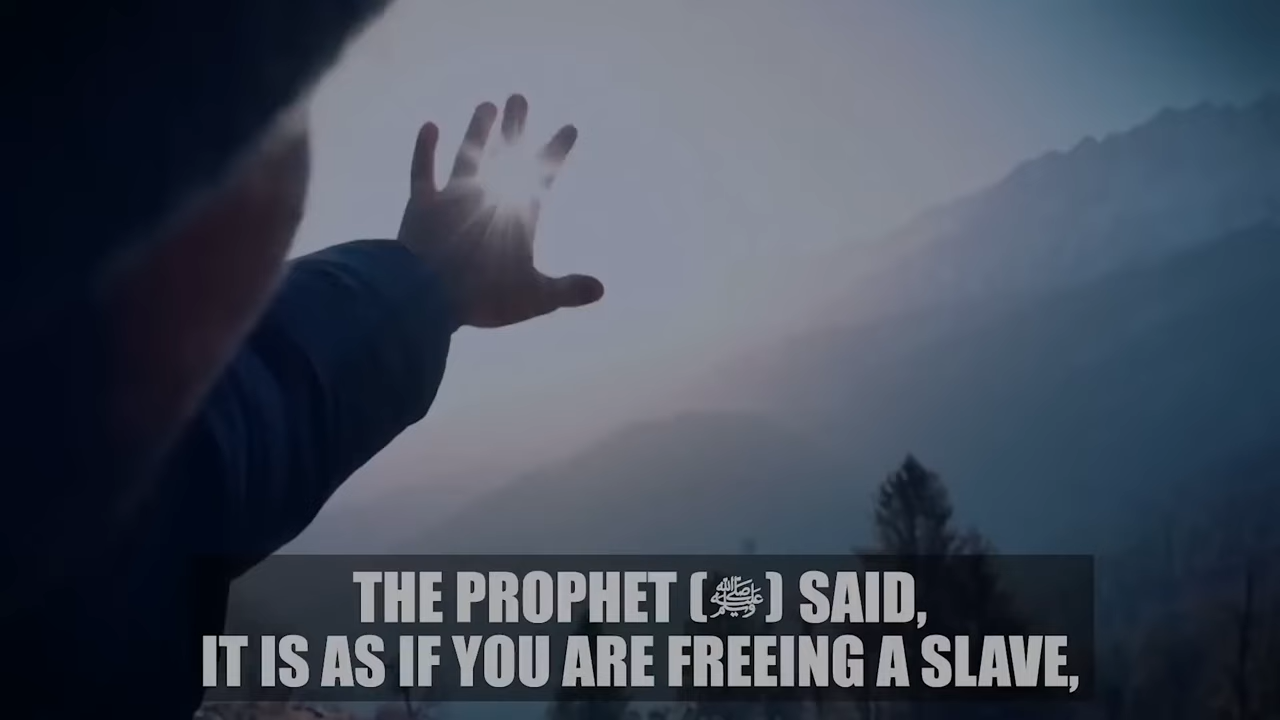 THE PROPHET (ﷺ) SAID,
IT IS AS IF YOU ARE FREEING A SLAVE,